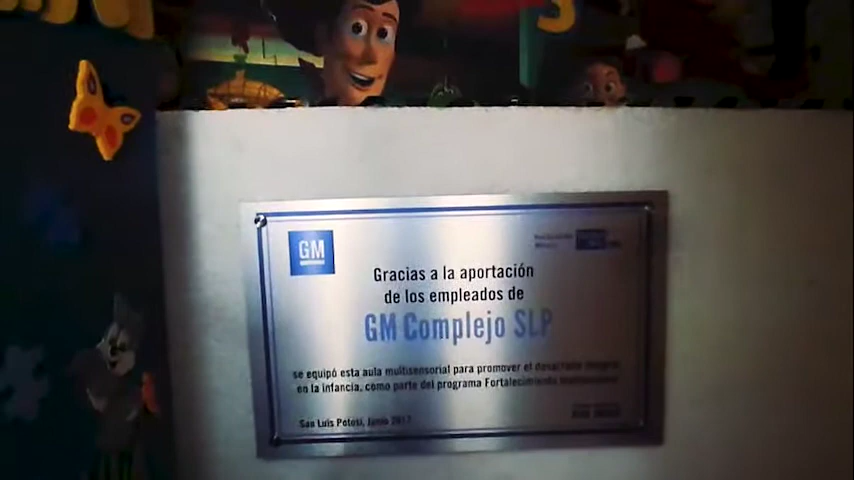 GM
Gracias a la aportación
de los empleados de
GM Complejo SLP
se equipó esta aula multisensorial para promover el desarrollo integral
en la infancia, como parte del programa Fortalecimiento
San Luis Potosí, Junio 2017